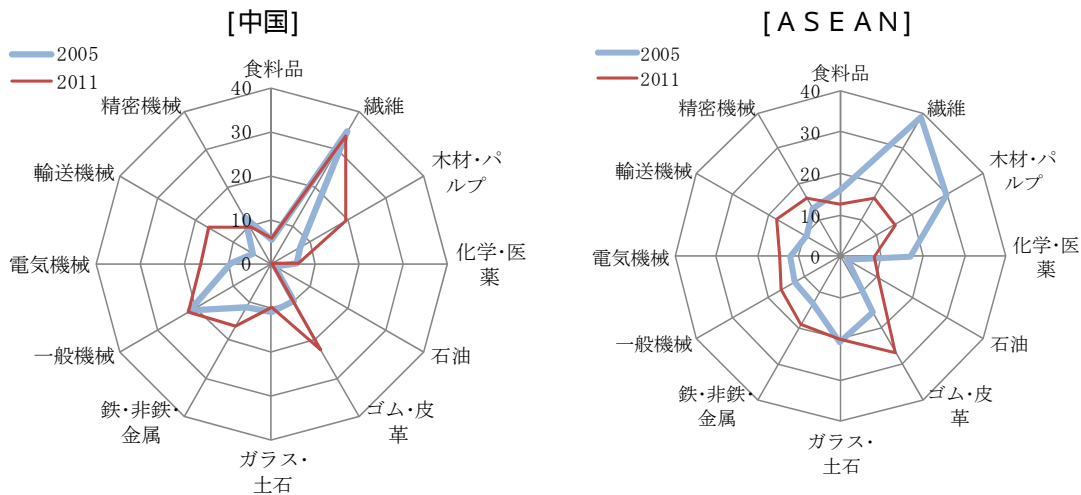 [中国]
2005
2011
食料品
40
30
20
10
0
繊維
木材・パ
ルプ
化学・医
薬
石油
ゴム・皮
革
ガラス・
土石
鉄・非鉄・
金属
一般機械
電気機械
輸送機械
精密機械
[ＡＳＥＡＮ]
2005
2011
食料品
40
30
20
10
0
繊維
木材・パ
ルプ
化学・医
薬
石油
ゴム・皮
革
ガラス・
土石
鉄・非鉄・
金属
一般機械
電気機械
輸送機械
精密機械